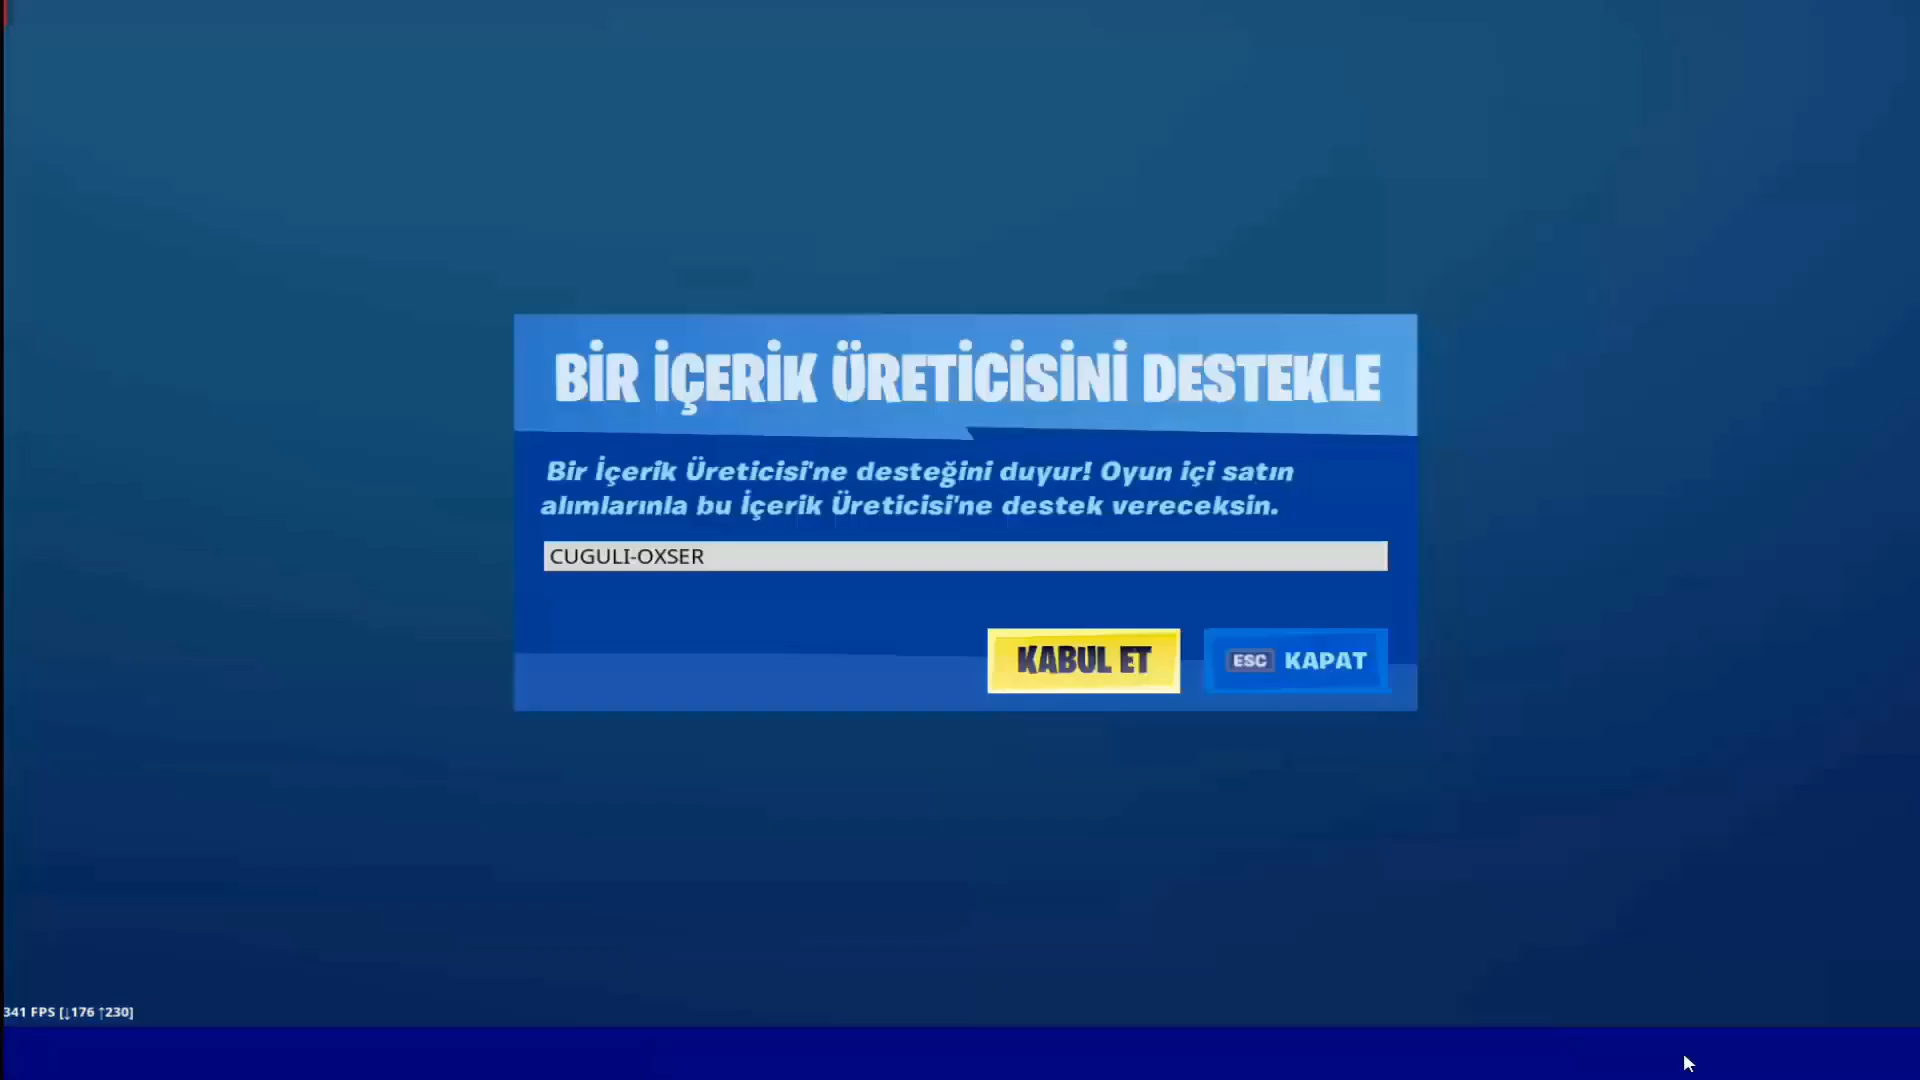 BİR İÇERİK ÜRETİCİSİNİ DESTEKLE
Bir İçerik Üreticisi'ne desteğini duyur! Oyun içi satın
alımlarınla bu İçerik Üreticisi'ne destek vereceksin.
CUGULI-OXSER
KABUL ET
ESC KAPAT
341 FPS [↓176 ↑230]